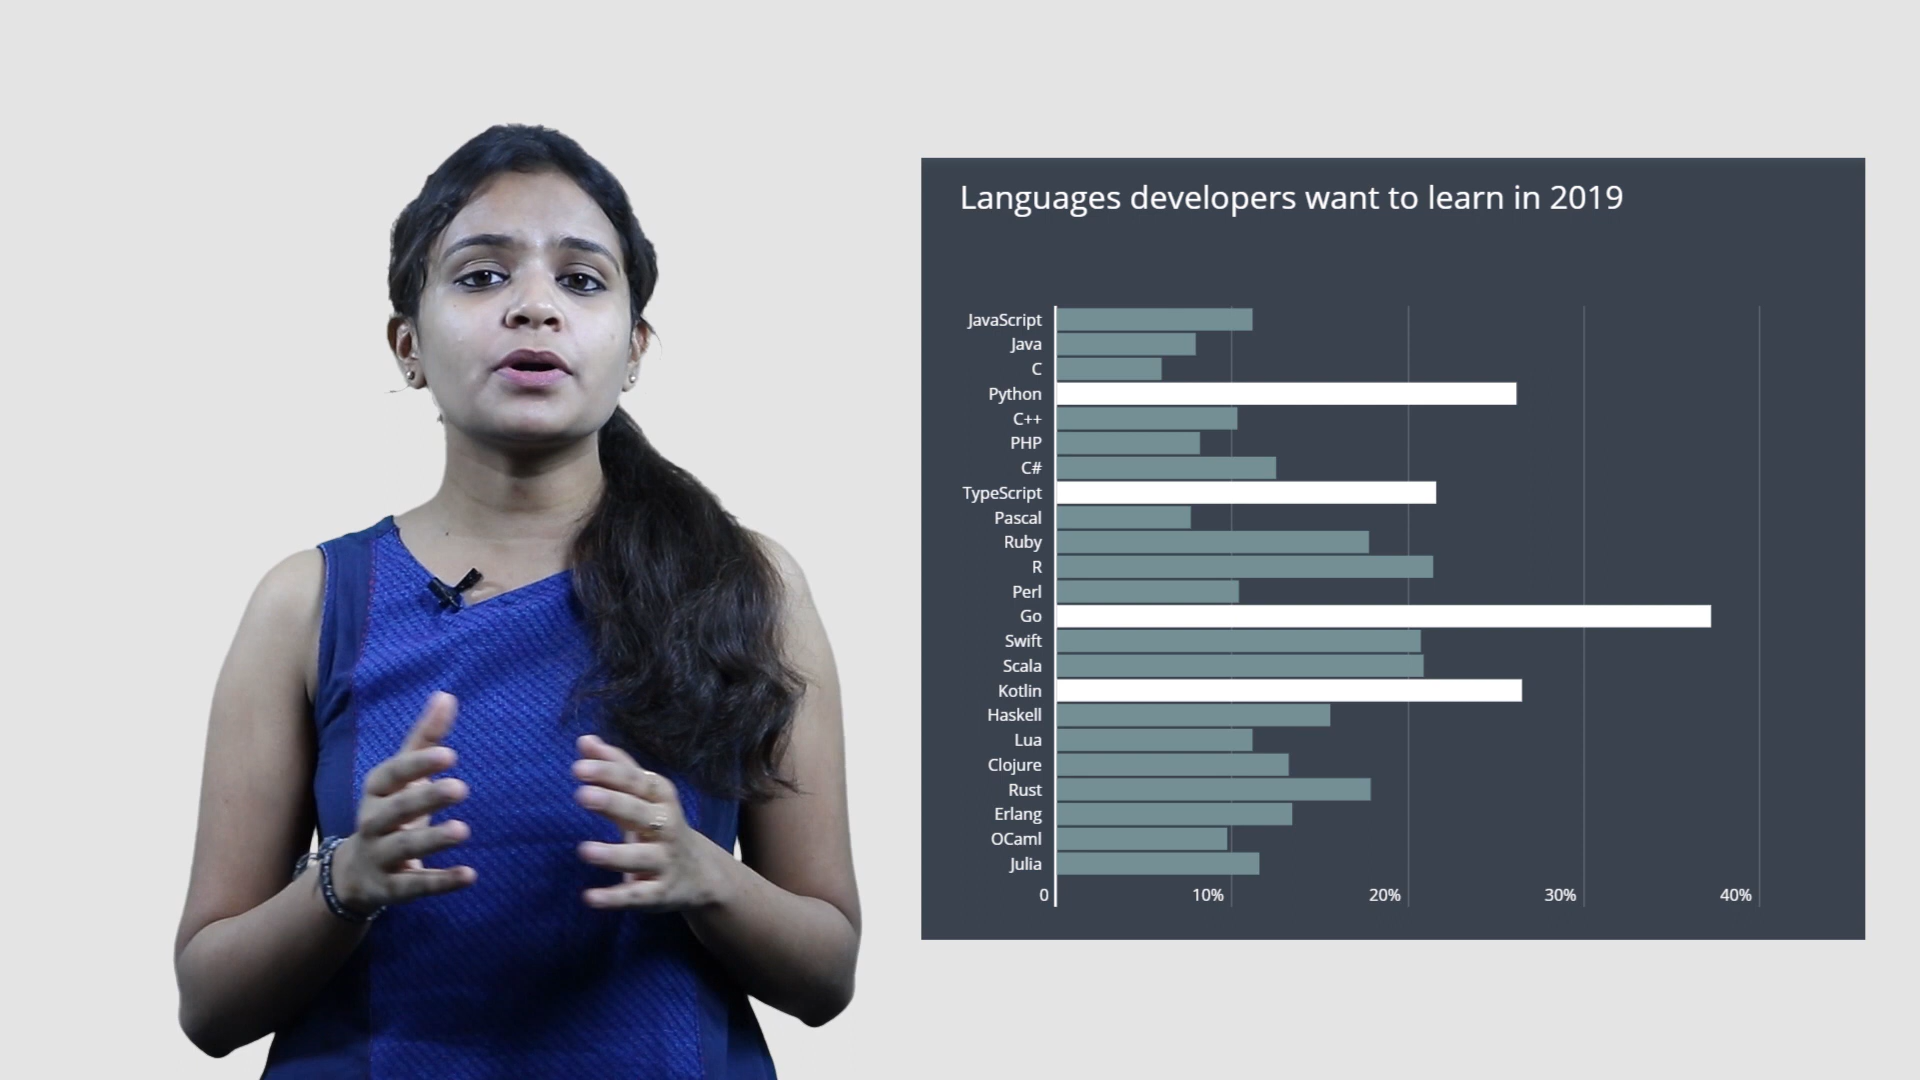 Languages developers want to learn in 2019
JavaScript
Java
C
Python
C++
PHP
C#
TypeScript
Pascal
Ruby
R
Perl
Go
Swift
Scala
Kotlin
Haskell
Lua
Clojure
Rust
Erlang
OCaml
Julia
0 10% 20% 30% 40%